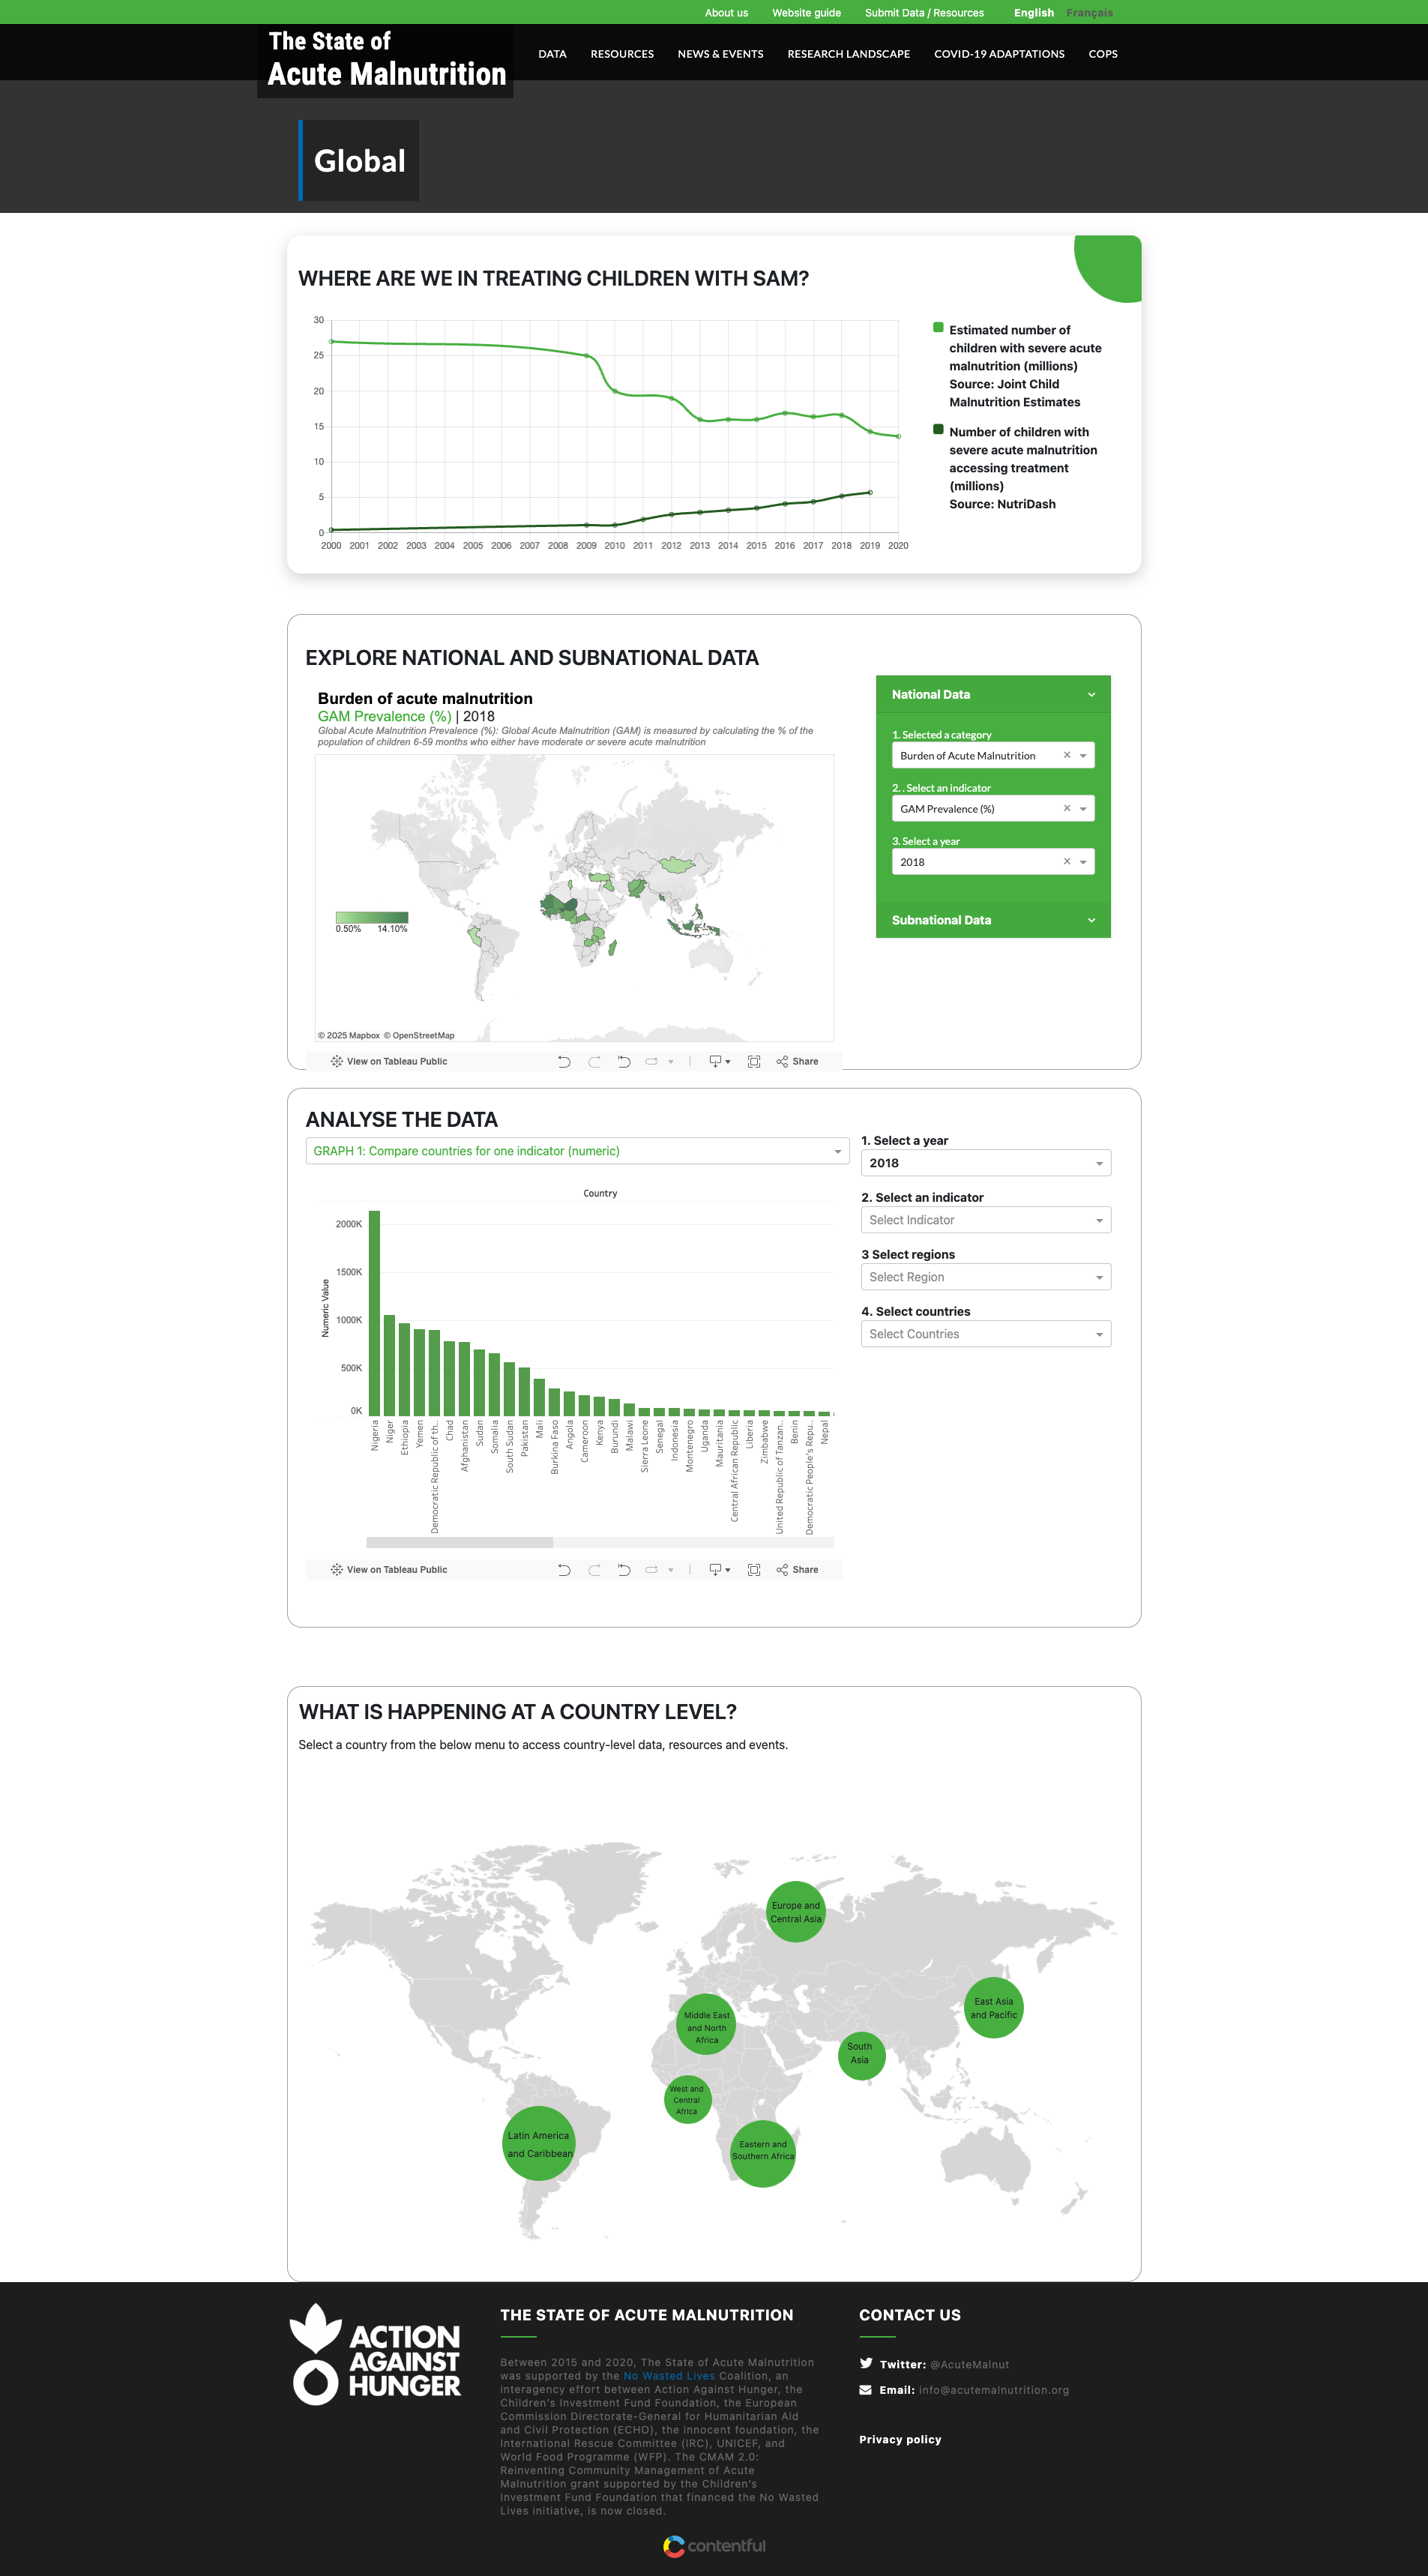 About us Website guide Submit Data / Resources English Français
The State of
Acute Malnutrition
DATA RESOURCES NEWS & EVENTS RESEARCH LANDSCAPE COVID-19 ADAPTATIONS COPS
Global
WHERE ARE WE IN TREATING CHILDREN WITH SAM?
30
25
20
15
10
5
0
2000 2001 2002 2003 2004 2005 2006 2007 2008 2009 2010 2011 2012 2013 2014 2015 2016 2017 2018 2019 2020
Estimated number of
children with severe acute
malnutrition (millions)
Source: Joint Child
Malnutrition Estimates
Number of children with
severe acute malnutrition
accessing treatment
(millions)
Source: NutriDash
EXPLORE NATIONAL AND SUBNATIONAL DATA
Burden of acute malnutrition
GAM Prevalence (%) | 2018
Global Acute Malnutrition Prevalence (%): Global Acute Malnutrition (GAM) is measured by calculating the % of the
population of children 6-59 months who either have moderate or severe acute malnutrition
0.50% 14.10%
© 2025 Mapbox © OpenStreetMap
View on Tableau Public
Share
National Data
1. Selected a category
Burden of Acute Malnutrition
2. . Select an indicator
GAM Prevalence (%)
3. Select a year
2018
Subnational Data
ANALYSE THE DATA
GRAPH 1: Compare countries for one indicator (numeric)
Country
Numeric Value
2000K
1500K
1000K
500K
0K
Nigeria
Niger
Ethiopia
Yemen
Democratic Republic of th..
Chad
Afghanistan
Sudan
Somalia
South Sudan
Pakistan
Mali
Burkina Faso
Angola
Cameroon
Kenya
Burundi
Malawi
Sierra Leone
Senegal
Indonesia
Montenegro
Uganda
Mauritania
Central African Republic
Liberia
Zimbabwe
United Republic of Tanzan..
Benin
Democratic People's Repu..
Nepal
View on Tableau Public
Share
1. Select a year
2018
2. Select an indicator
Select Indicator
3 Select regions
Select Region
4. Select countries
Select Countries
WHAT IS HAPPENING AT A COUNTRY LEVEL?
Select a country from the below menu to access country-level data, resources and events.
Europe and
Central Asia
East Asia
and Pacific
Middle East
and North
Africa
South
Asia
West and
Central
Africa
Latin America
and Caribbean
Eastern and
Southern Africa
ACTION
AGAINST
HUNGER
THE STATE OF ACUTE MALNUTRITION
Between 2015 and 2020, The State of Acute Malnutrition
was supported by the No Wasted Lives Coalition, an
interagency effort between Action Against Hunger, the
Children's Investment Fund Foundation, the European
Commission Directorate-General for Humanitarian Aid
and Civil Protection (ECHO), the innocent foundation, the
International Rescue Committee (IRC), UNICEF, and
World Food Programme (WFP). The CMAM 2.0:
Reinventing Community Management of Acute
Malnutrition grant supported by the Children's
Investment Fund Foundation that financed the No Wasted
Lives initiative, is now closed.
CONTACT US
Twitter: @AcuteMalnut
Email: info@acutemalnutrition.org
Privacy policy
contentful